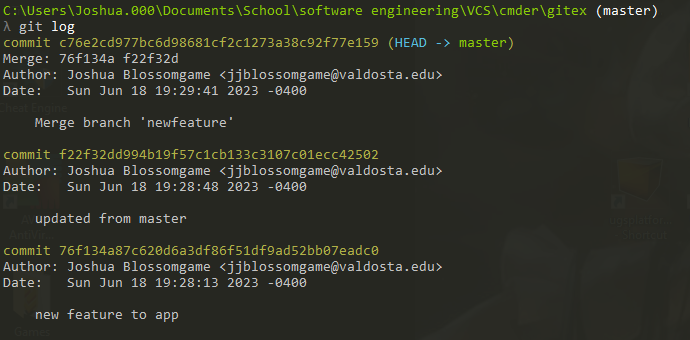 C:\Users\Joshua.000\Documents\School\software engineering\VCS\cmder\gitex (master)
λ git log
commit c76e2cd977bc6d98681cf2c1273a38c92f77e159 (HEAD -> master)
Merge: 76f134a f22f32d
Author: Joshua Blossomgame <jjblossomgame@valdosta.edu>
Date:   Sun Jun 18 19:29:41 2023 -0400
    Merge branch 'newfeature'
commit f22f32dd994b19f57c1cb133c3107c01ecc42502
Author: Joshua Blossomgame <jjblossomgame@valdosta.edu>
Date:   Sun Jun 18 19:28:48 2023 -0400
    updated from master
commit 76f134a87c620d6a3df86f51df9ad52bb07eadc0
Author: Joshua Blossomgame <jjblossomgame@valdosta.edu>
Date:   Sun Jun 18 19:28:13 2023 -0400
    new feature to app
Games